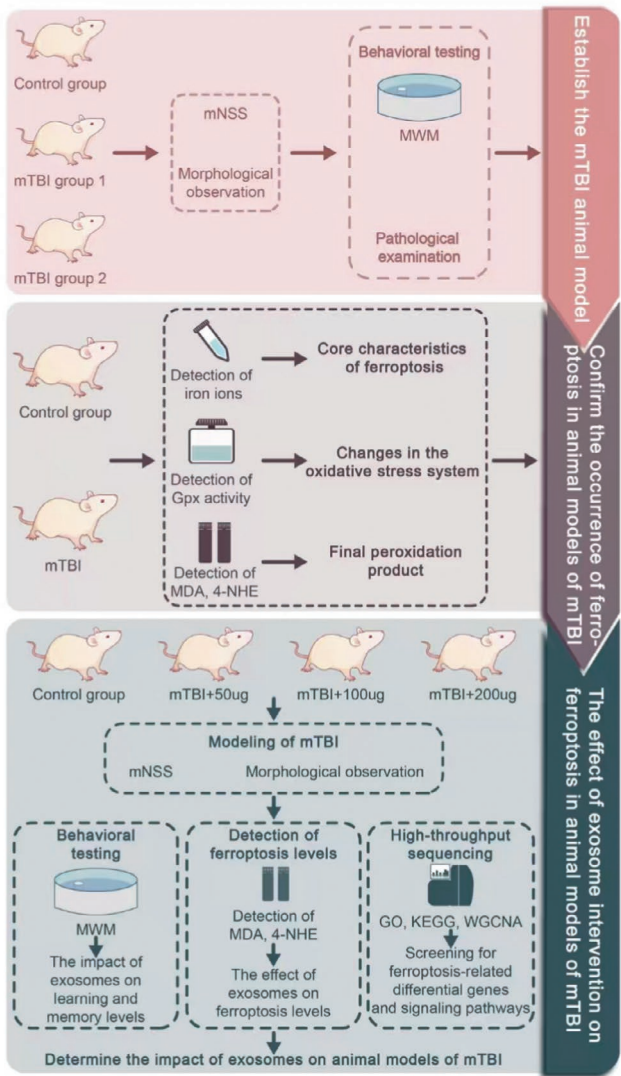 Control group
mTBI group 1
mTBI group 2
mNSS
Morphological
observation
Behavioral testing
MWM
Pathological
examination
Establish the mTBI animal model
Control group
mTBI
Detection of
iron ions
Core characteristics
of ferroptosis
Detection of
Gpx activity
Changes in the
oxidative stress system
Detection of
MDA, 4-NHE
Final peroxidation
product
Confirm the occurrence of ferro-
ptosis in animal models of mTBI
Control group
mTBI+50ug
mTBI+100ug
mTBI+200ug
Modeling of mTBI
mNSS
Morphological observation
Behavioral
testing
MWM
The impact of
exosomes on
learning and
memory levels
Detection of
ferroptosis levels
Detection of
MDA, 4-NHE
The effect of
exosomes on
ferroptosis levels
High-throughput
sequencing
GO, KEGG, WGCNA
Screening for
ferroptosis-related
differential genes
and signaling pathways
Determine the impact of exosomes on animal models of mTBI
The effect of exosome intervention on
ferroptosis in animal models of mTBI